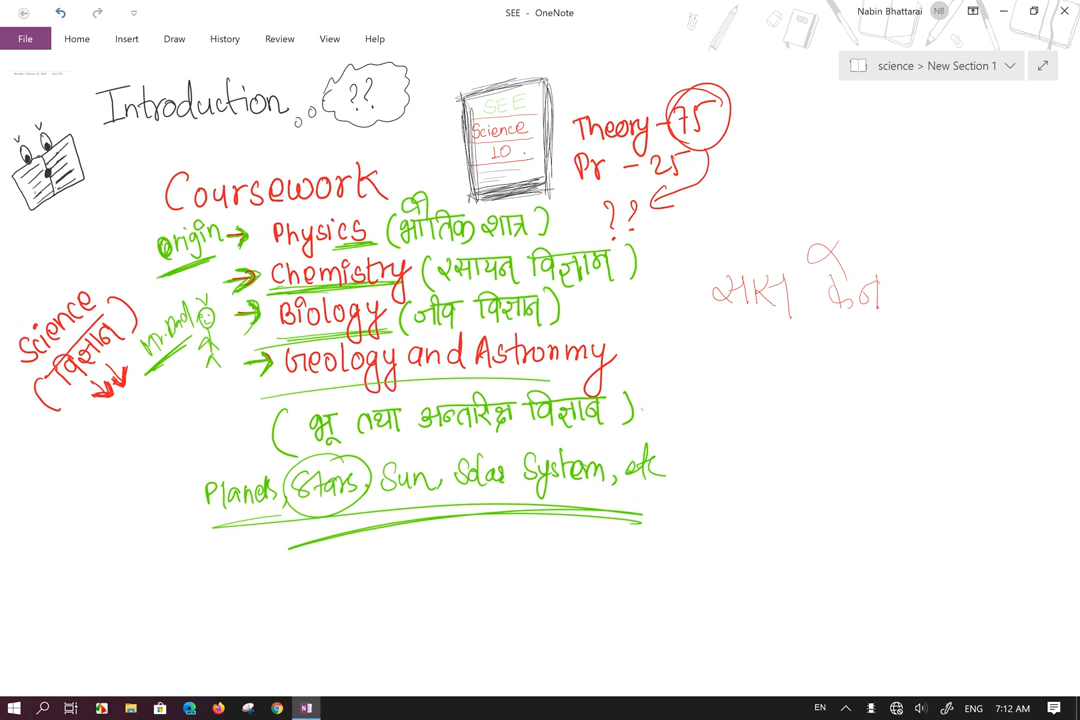 SEE - OneNote
Nabin Bhattarai NB
File Home Insert Draw History Review View Help
science > New Section 1
Introduction ??
SEE
Science
10
Theory - 75
Pr - 25
??
Coursework
origin → Physics (भौतिक शात्र)
→ Chemistry (रसायन विज्ञान)
→ Biology (जीव विज्ञान)
→ Geology and Astronmy
(भू तथा अन्तरिक्ष विज्ञान)
Planets, Stars, Sun, Solar System, etc
Science
(विज्ञान)
EN
ENG 7:12 AM